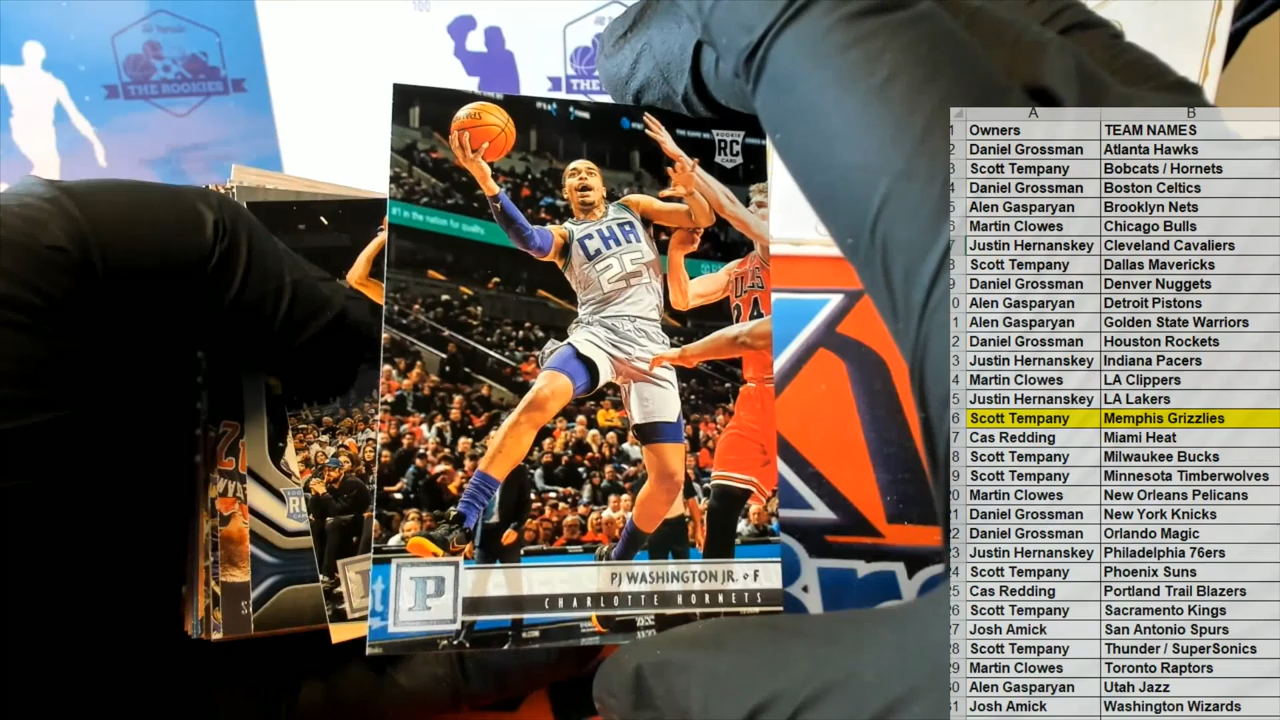 100
THE ROOKIES
SPALDING
ROOKIE
RC
CARD
#1 in the nation for quality.
CHA
25
24
PJ WASHINGTON JR. F
P
CHARLOTTE HORNETS
A B
Owners TEAM NAMES
Daniel Grossman Atlanta Hawks
Scott Tempany Bobcats / Hornets
Daniel Grossman Boston Celtics
Alen Gasparyan Brooklyn Nets
Martin Clowes Chicago Bulls
Justin Hernanskey Cleveland Cavaliers
Scott Tempany Dallas Mavericks
Daniel Grossman Denver Nuggets
Alen Gasparyan Detroit Pistons
Alen Gasparyan Golden State Warriors
Daniel Grossman Houston Rockets
Justin Hernanskey Indiana Pacers
Martin Clowes LA Clippers
Justin Hernanskey LA Lakers
Scott Tempany Memphis Grizzlies
Cas Redding Miami Heat
Scott Tempany Milwaukee Bucks
Scott Tempany Minnesota Timberwolves
Martin Clowes New Orleans Pelicans
Daniel Grossman New York Knicks
Daniel Grossman Orlando Magic
Justin Hernanskey Philadelphia 76ers
Scott Tempany Phoenix Suns
Cas Redding Portland Trail Blazers
Scott Tempany Sacramento Kings
Josh Amick San Antonio Spurs
Scott Tempany Thunder / SuperSonics
Martin Clowes Toronto Raptors
Alen Gasparyan Utah Jazz
Josh Amick Washington Wizards